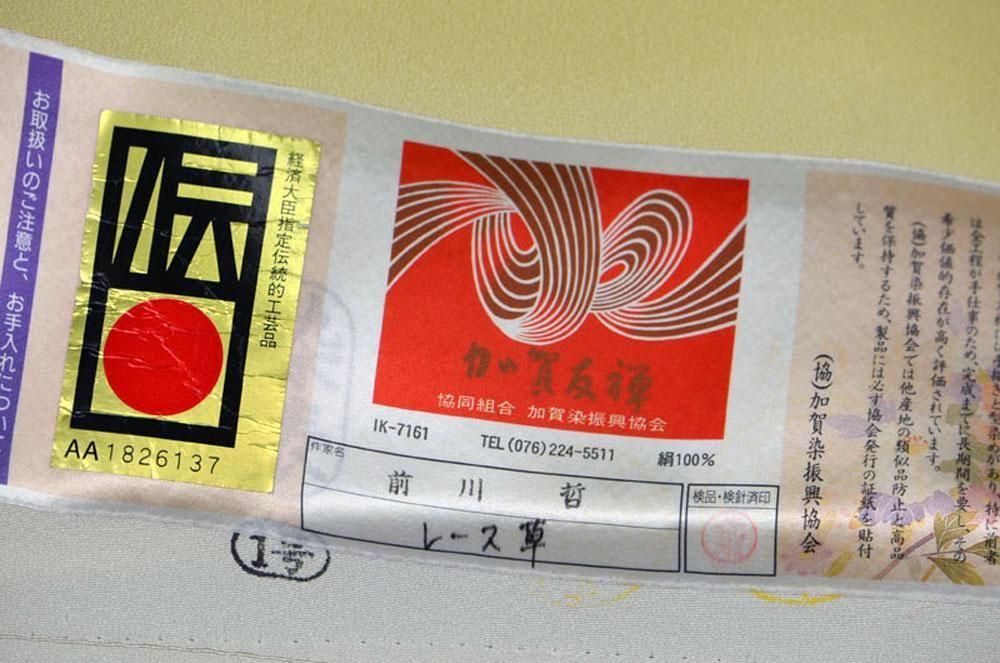 お取扱いのご注意と、お手入れについ
伝
経済大臣指定伝統的工芸品
AA1826137
加賀友禅
協同組合 加賀染振興協会
IK-7161 TEL(076)224-5511 絹100%
作家名
前川 哲
レース草
検品・検針済印
1号
は全工程が手仕事のため、完成までに長期間を要し、その
希少価値的存在が高く評価されています。
(協)加賀染振興協会では他産地の類似品防止と高品
質を保持するため、製品には必ず協会発行の証紙を貼付
しています。
(協)加賀染振興協会